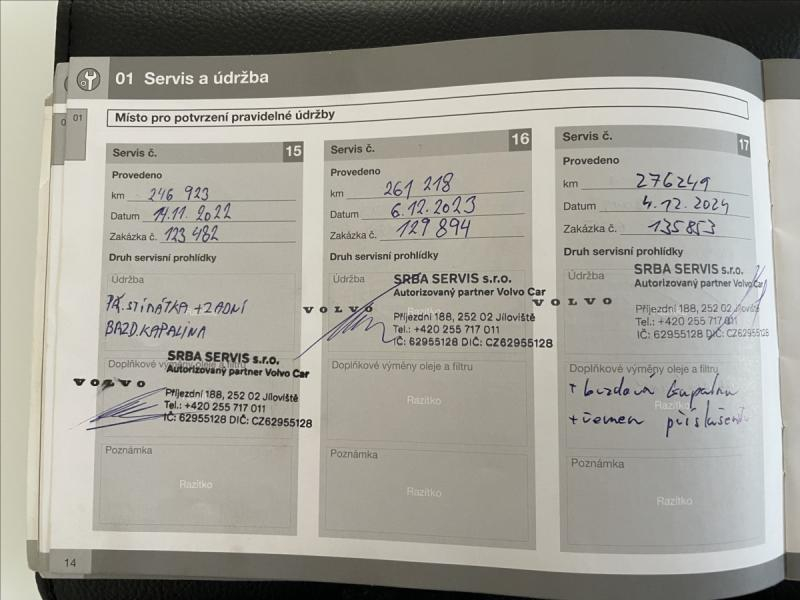 01 Servis a údržba
01
Místo pro potvrzení pravidelné údržby
Servis č. 15
Provedeno
km 246 923
Datum 14.11. 2022
Zakázka č. 123 482
Druh servisní prohlídky
Údržba
PŘ. STÍRÁTKA + ZADNÍ
BRZD. KAPALINA
Doplňkové výměny oleje a filtru
SRBA SERVIS s.r.o.
Autorizovaný partner Volvo Car
VOLVO
Příjezdní 188, 252 02 Jíloviště
Tel.: +420 255 717 011
IČ: 62955128 DIČ: CZ62955128
Poznámka
Razítko
Servis č. 16
Provedeno
km 261 218
Datum 6.12.2023
Zakázka č. 129 894
Druh servisní prohlídky
Údržba
SRBA SERVIS s.r.o.
Autorizovaný partner Volvo Car
VOLVO
Příjezdní 188, 252 02 Jíloviště
Tel.: +420 255 717 011
IČ: 62955128 DIČ: CZ62955128
Doplňkové výměny oleje a filtru
Razítko
Poznámka
Razítko
Servis č. 17
Provedeno
km 276249
Datum 4.12.2024
Zakázka č. 135853
Druh servisní prohlídky
Údržba
SRBA SERVIS s.r.o.
Autorizovaný partner Volvo Car
VOLVO
Příjezdní 188, 252 02 Jíloviště
Tel.: +420 255 717 011
IČ: 62955128 DIČ: CZ62955128
Doplňkové výměny oleje a filtru
+ brzdová kapalina
+ řemen příslušen.
Poznámka
Razítko
14